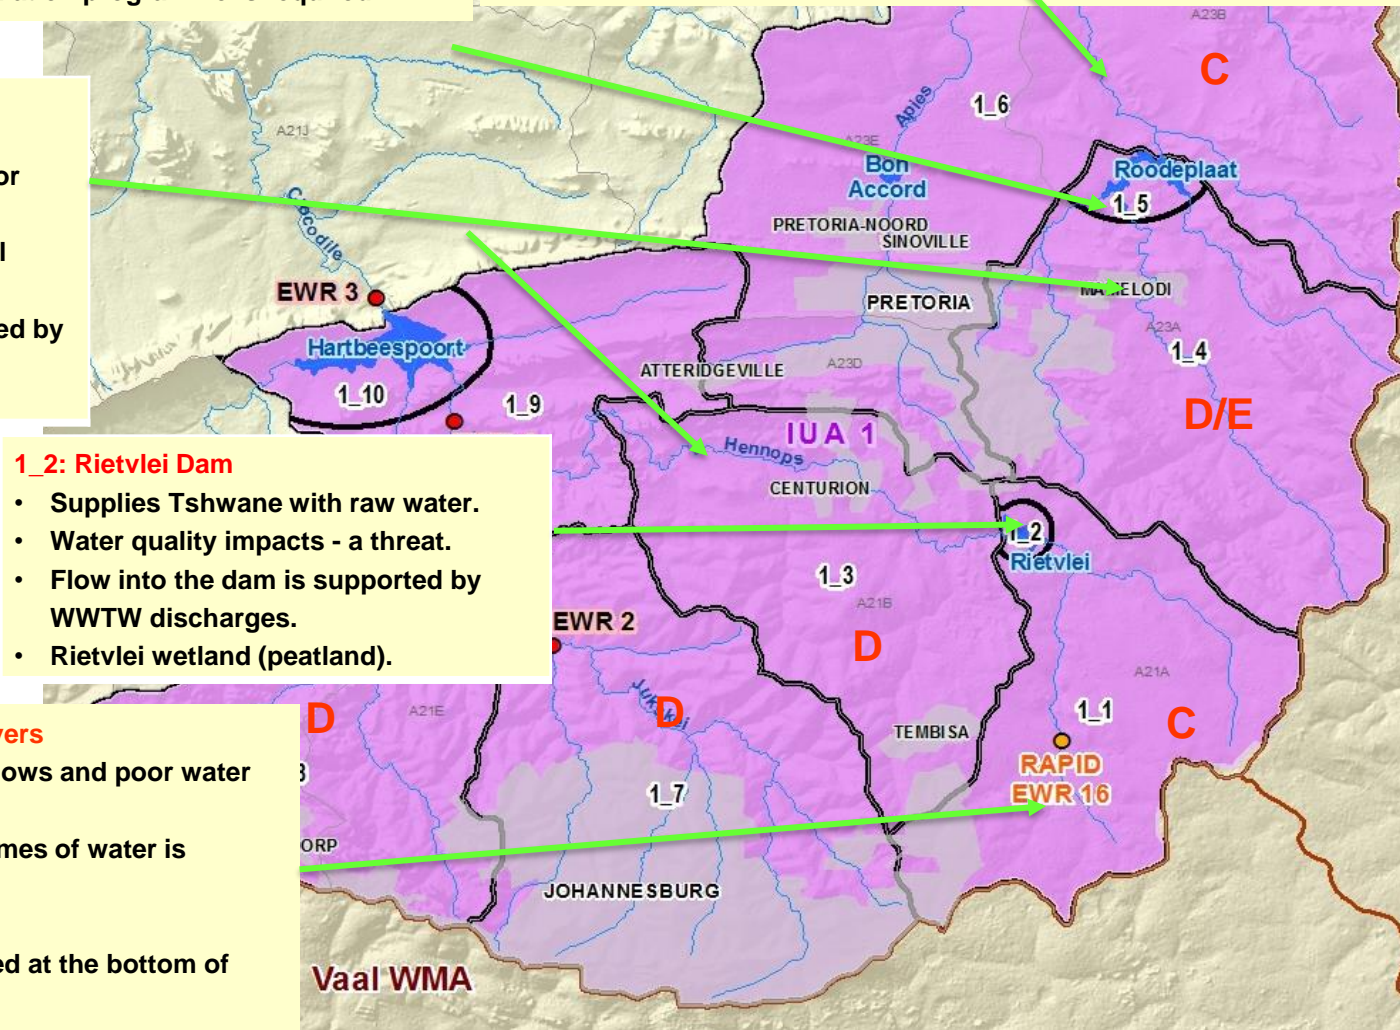 A23B
C
1_6
Apies
A21J
or
A23E
Bon
Accord
Roodeplaat
1_5
Crocodile
PRETORIA-NOORD
SINOVILLE
l
EWR 3
PRETORIA
ed by
Hartbeespoort
A23A
1_4
ATTERIDGEVILLE
A23D
1_10
1_9
D/E
IUA 1
Hennops
1_2: Rietvlei Dam
• Supplies Tshwane with raw water.
• Water quality impacts - a threat.
• Flow into the dam is supported by
WWTW discharges.
• Rietvlei wetland (peatland).
CENTURION
Rietvlei
1_3
A21B
EWR 2
D
A21A
Jukskei
D
D
A21E
1_1
C
TEMBISA
vers
RAPID
EWR 16
ows and poor water
1_7
mes of water is
ORP
JOHANNESBURG
ed at the bottom of
Vaal WMA